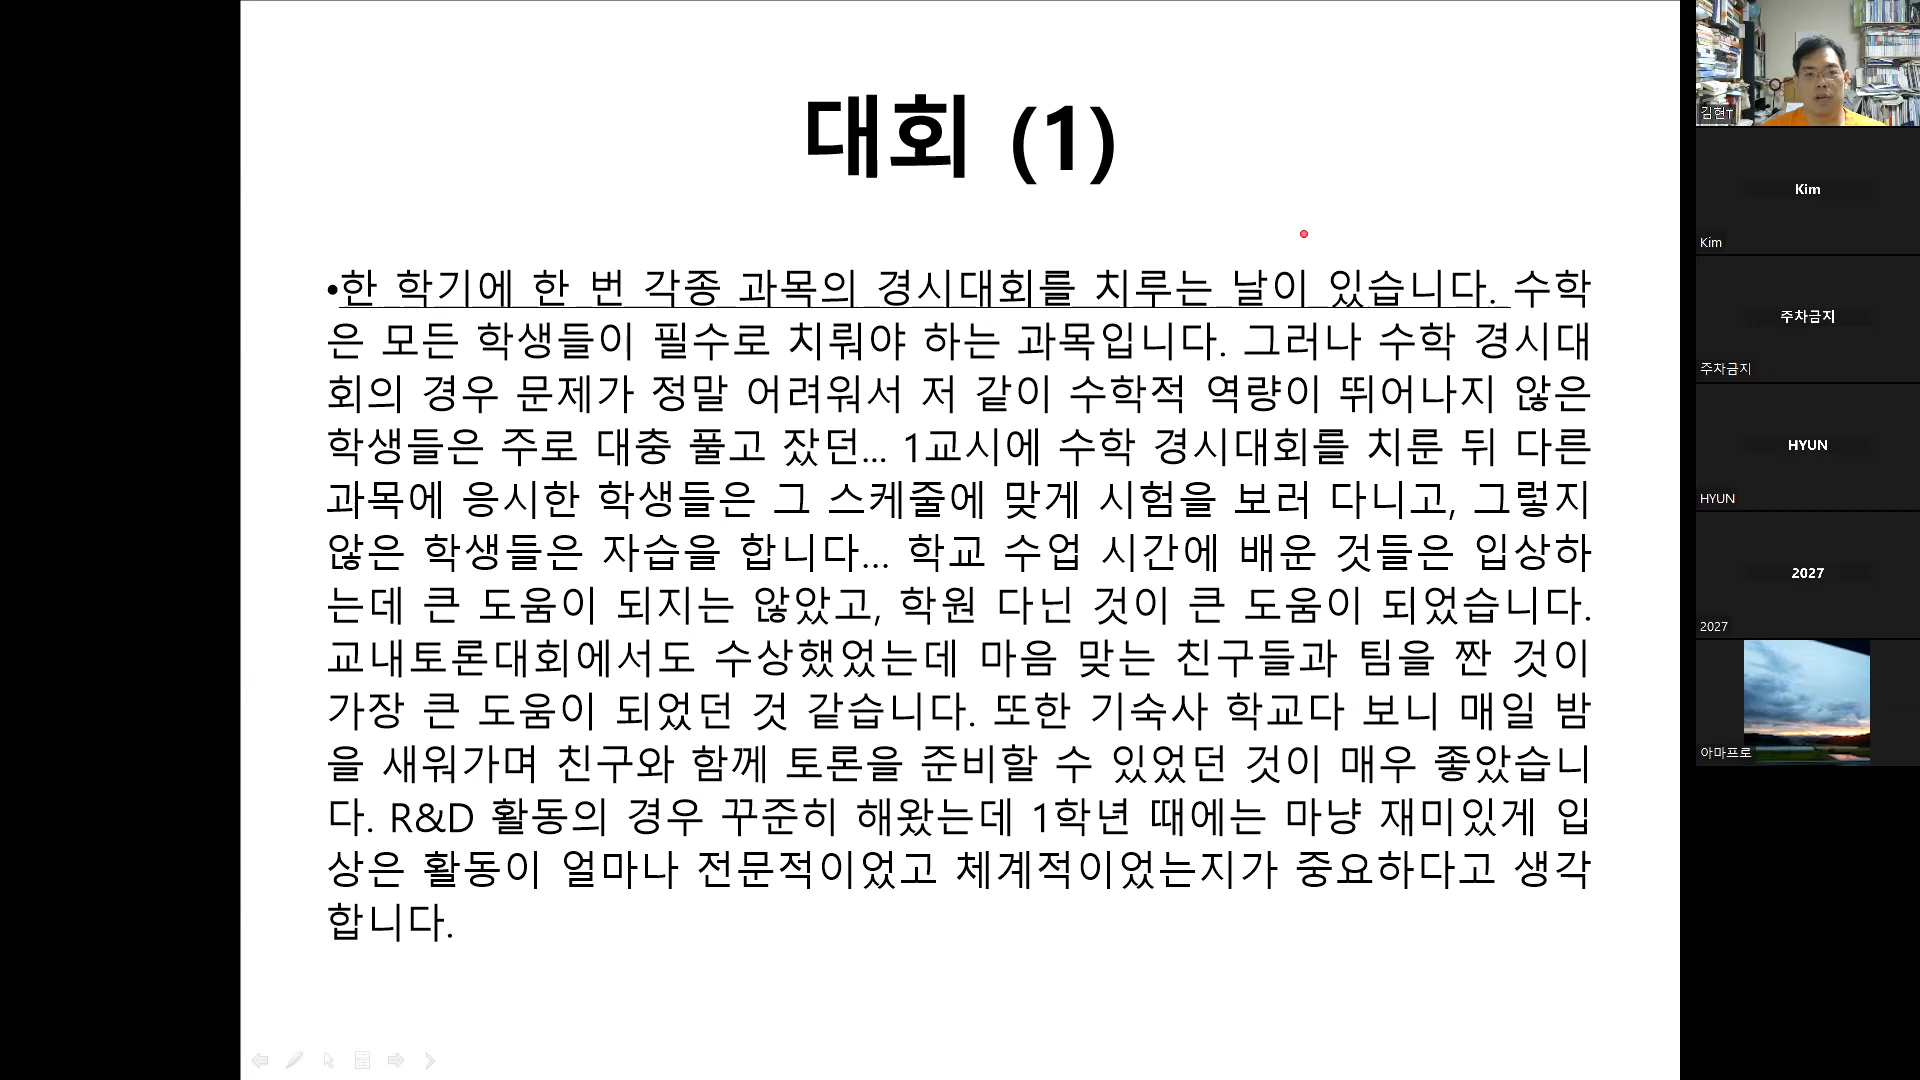 대회 (1)
•한 학기에 한 번 각종 과목의 경시대회를 치루는 날이 있습니다. 수학
은 모든 학생들이 필수로 치뤄야 하는 과목입니다. 그러나 수학 경시대
회의 경우 문제가 정말 어려워서 저 같이 수학적 역량이 뛰어나지 않은
학생들은 주로 대충 풀고 잤던... 1교시에 수학 경시대회를 치룬 뒤 다른
과목에 응시한 학생들은 그 스케줄에 맞게 시험을 보러 다니고, 그렇지
않은 학생들은 자습을 합니다... 학교 수업 시간에 배운 것들은 입상하
는데 큰 도움이 되지는 않았고, 학원 다닌 것이 큰 도움이 되었습니다.
교내토론대회에서도 수상했었는데 마음 맞는 친구들과 팀을 짠 것이
가장 큰 도움이 되었던 것 같습니다. 또한 기숙사 학교다 보니 매일 밤
을 새워가며 친구와 함께 토론을 준비할 수 있었던 것이 매우 좋았습니
다. R&D 활동의 경우 꾸준히 해왔는데 1학년 때에는 마냥 재미있게 입
상은 활동이 얼마나 전문적이었고 체계적이었는지가 중요하다고 생각
합니다.
김현T
Kim
Kim
주차금지
주차금지
HYUN
HYUN
2027
2027
아마프로